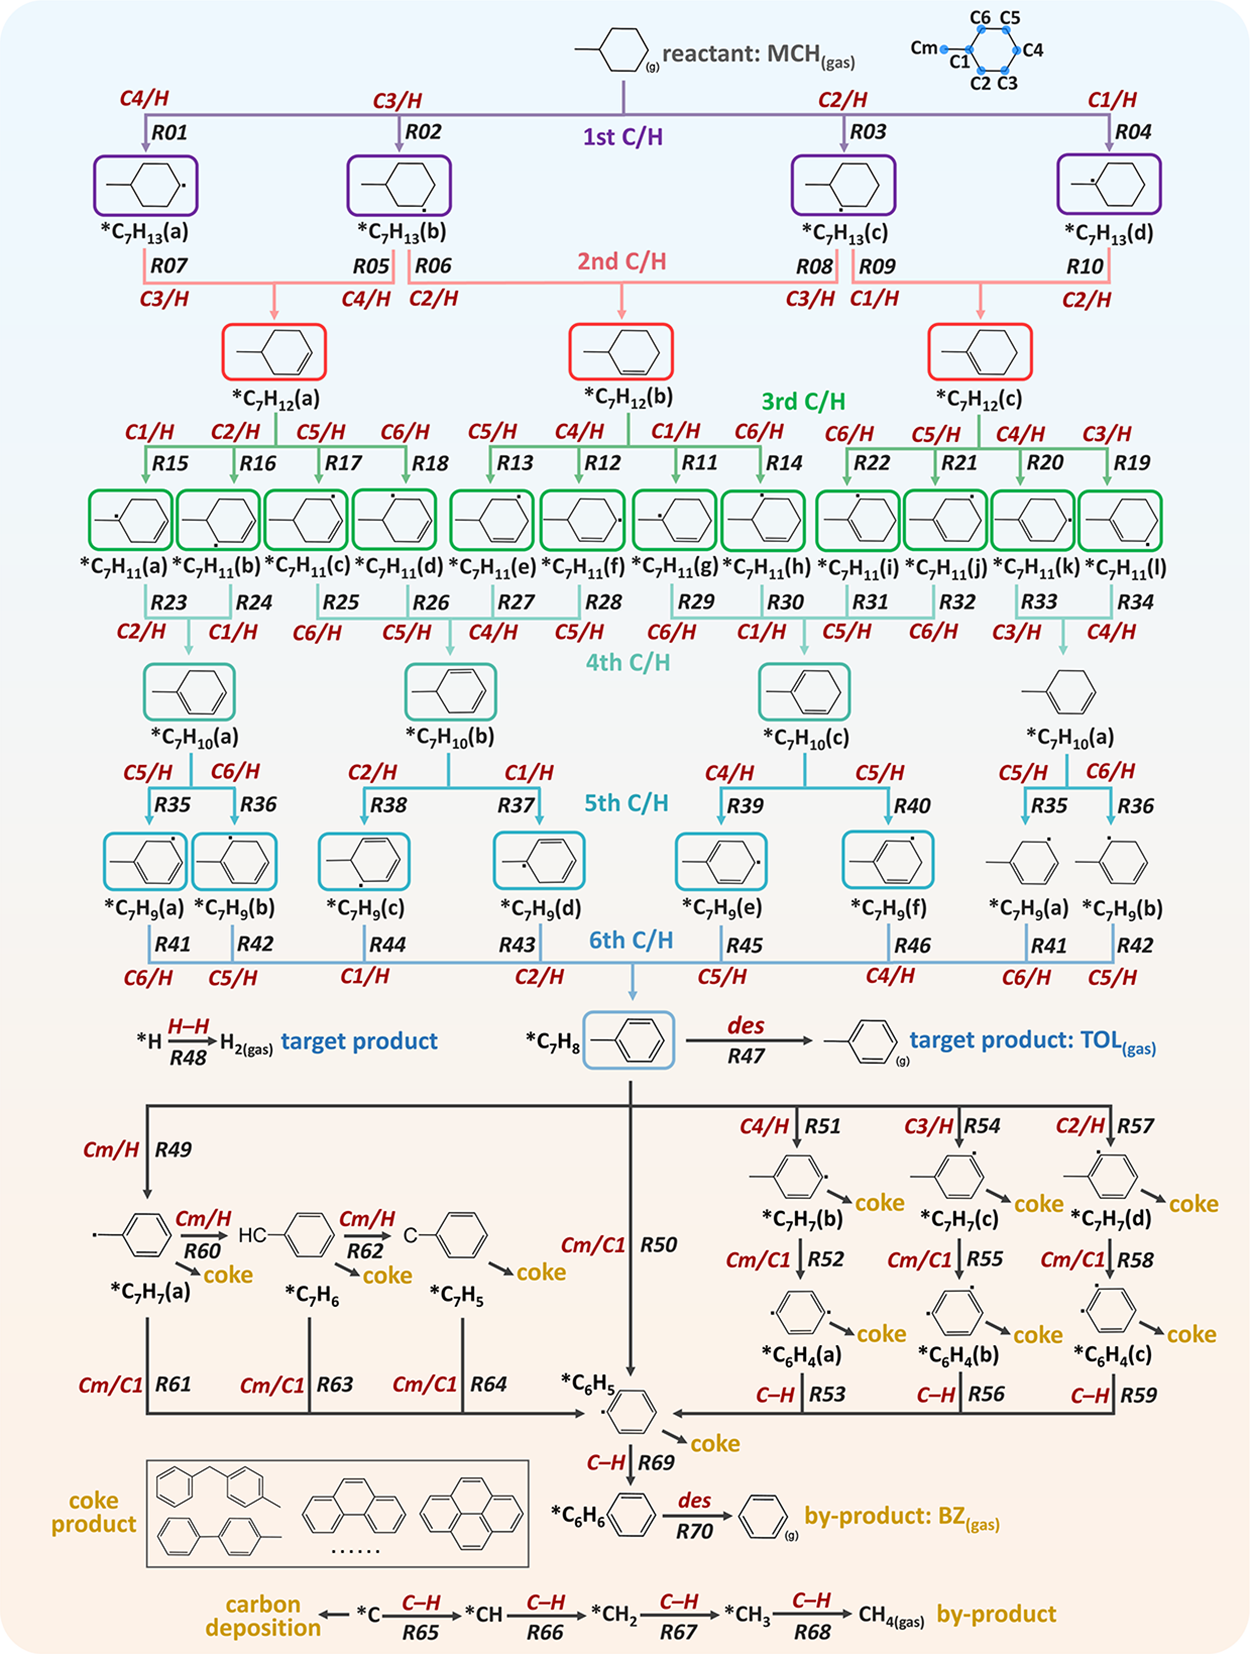 C6 C5
Cm C1 C4
C2 C3
(g) reactant: MCH(gas)
C4/H C3/H C2/H C1/H
R01 R02 1st C/H R03 R04
*C7H13(a) *C7H13(b) *C7H13(c) *C7H13(d)
R07 R05 R06 2nd C/H R08 R09 R10
C3/H C4/H C2/H C3/H C1/H C2/H
*C7H12(a) *C7H12(b) *C7H12(c)
3rd C/H
C1/H C2/H C5/H C6/H C5/H C4/H C1/H C6/H C6/H C5/H C4/H C3/H
R15 R16 R17 R18 R13 R12 R11 R14 R22 R21 R20 R19
*C7H11(a) *C7H11(b) *C7H11(c) *C7H11(d) *C7H11(e) *C7H11(f) *C7H11(g) *C7H11(h) *C7H11(i) *C7H11(j) *C7H11(k) *C7H11(l)
R23 R24 R25 R26 R27 R28 R29 R30 R31 R32 R33 R34
C2/H C1/H C6/H C5/H C4/H C5/H C6/H C1/H C5/H C6/H C3/H C4/H
4th C/H
*C7H10(a) *C7H10(b) *C7H10(c) *C7H10(a)
C5/H C6/H C2/H C1/H C4/H C5/H C5/H C6/H
R35 R36 R38 R37 5th C/H R39 R40 R35 R36
*C7H9(a) *C7H9(b) *C7H9(c) *C7H9(d) *C7H9(e) *C7H9(f) *C7H9(a) *C7H9(b)
R41 R42 R44 R43 6th C/H R45 R46 R41 R42
C6/H C5/H C1/H C2/H C5/H C4/H C6/H C5/H
*H H–H R48 H2(gas) target product
*C7H8 des R47 (g) target product: TOL(gas)
C4/H R51 C3/H R54 C2/H R57
Cm/H R49
coke coke coke
*C7H7(b) *C7H7(c) *C7H7(d)
Cm/H R60 HC Cm/H R62 C
Cm/C1 R50 Cm/C1 R52 Cm/C1 R55 Cm/C1 R58
coke coke coke
*C7H7(a) *C7H6 *C7H5
coke coke coke
*C6H4(a) *C6H4(b) *C6H4(c)
Cm/C1 R61 Cm/C1 R63 Cm/C1 R64 *C6H5 C–H R53 C–H R56 C–H R59
coke
C–H R69
coke product
......
*C6H6 des R70 (g) by-product: BZ(gas)
carbon deposition *C C–H R65 *CH C–H R66 *CH2 C–H R67 *CH3 C–H R68 CH4(gas) by-product